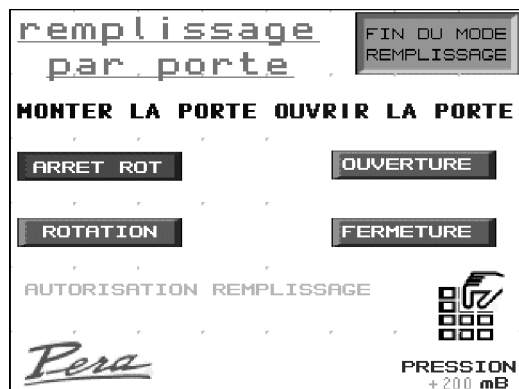 remplissage
par porte
FIN DU MODE
REMPLISSAGE
MONTER LA PORTE OUVRIR LA PORTE
ARRET ROT
OUVERTURE
ROTATION
FERMETURE
AUTORISATION REMPLISSAGE
Pera
PRESSION
+200 mB